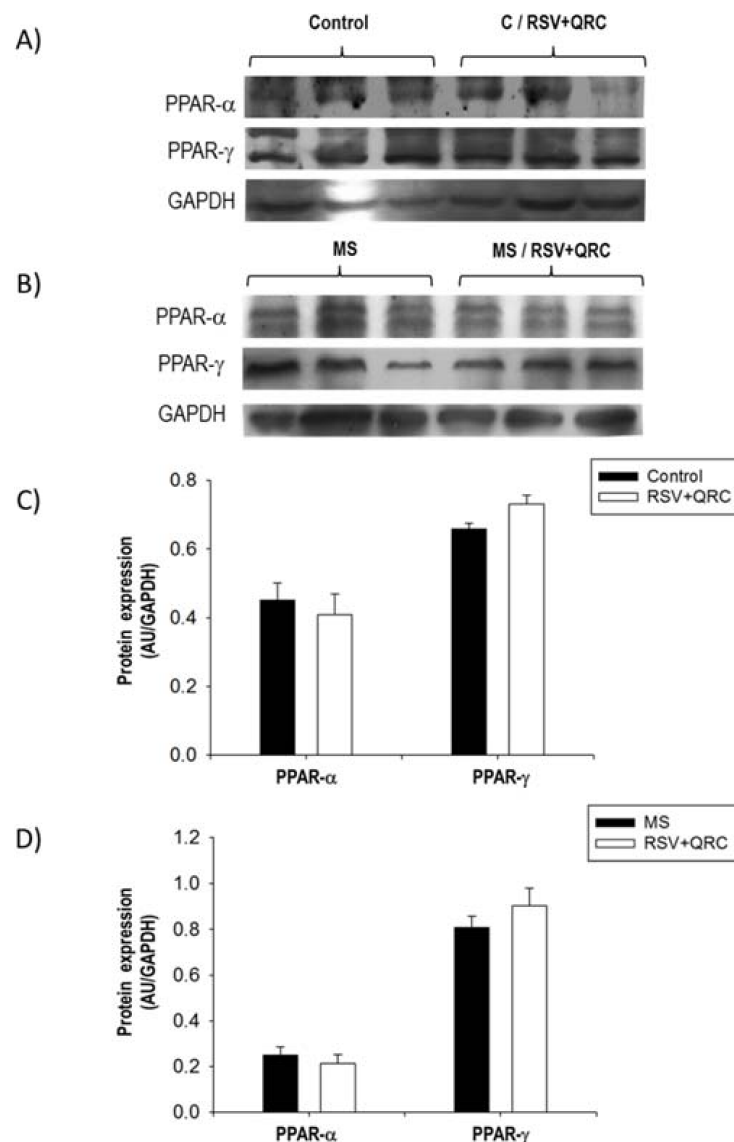 A)
Control
C / RSV+QRC
PPAR-α
PPAR-γ
GAPDH
B)
MS
MS / RSV+QRC
PPAR-α
PPAR-γ
GAPDH
C)
Control
RSV+QRC
Protein expression
(AU/GAPDH)
0.8
0.6
0.4
0.2
0.0
PPAR-α
PPAR-γ
D)
MS
RSV+QRC
Protein expression
(AU/GAPDH)
1.2
1.0
0.8
0.6
0.4
0.2
0.0
PPAR-α
PPAR-γ